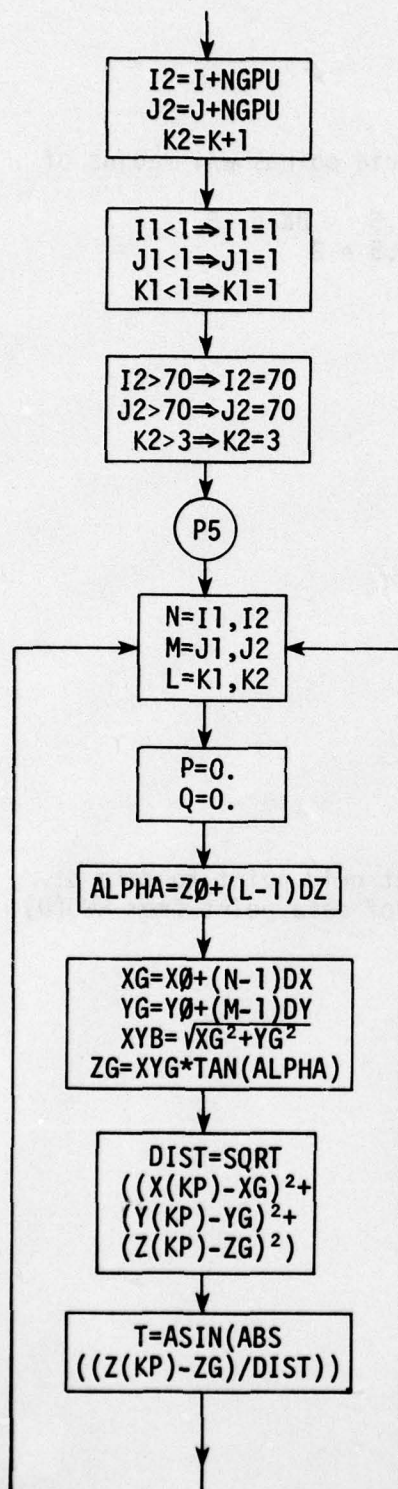 I2=I+NGPU
J2=J+NGPU
K2=K+1
I1<1⇒I1=1
J1<1⇒J1=1
K1<1⇒K1=1
I2>70⇒I2=70
J2>70⇒J2=70
K2>3⇒K2=3
P5
N=I1,I2
M=J1,J2
L=K1,K2
P=0.
Q=0.
ALPHA=ZØ+(L-1)DZ
XG=XØ+(N-1)DX
YG=YØ+(M-1)DY
XYB=√XG²+YG²
ZG=XYG*TAN(ALPHA)
DIST=SQRT
((X(KP)-XG)²+
(Y(KP)-YG)²+
(Z(KP)-ZG)²)
T=ASIN(ABS
((Z(KP)-ZG)/DIST))